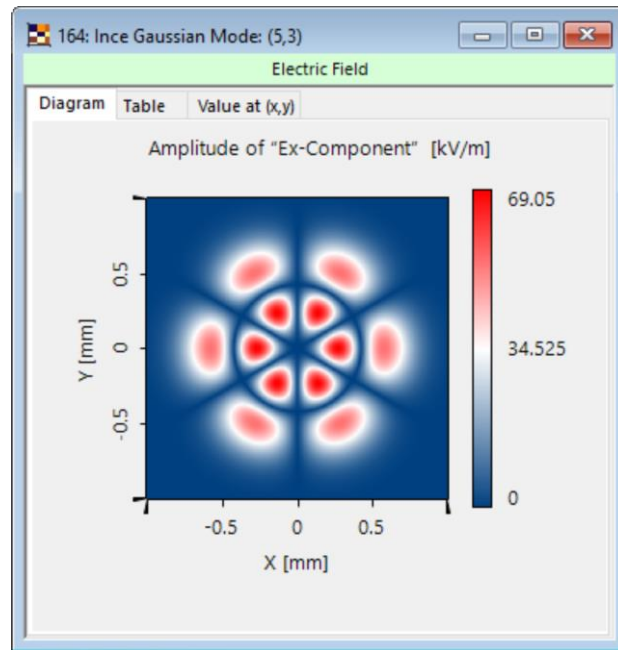 164: Ince Gaussian Mode: (5,3)
Electric Field
Diagram Table Value at (x,y)
Amplitude of "Ex-Component" [kV/m]
69.05
0.5
34.525
0
Y [mm]
-0.5
0
-0.5 0 0.5
X [mm]